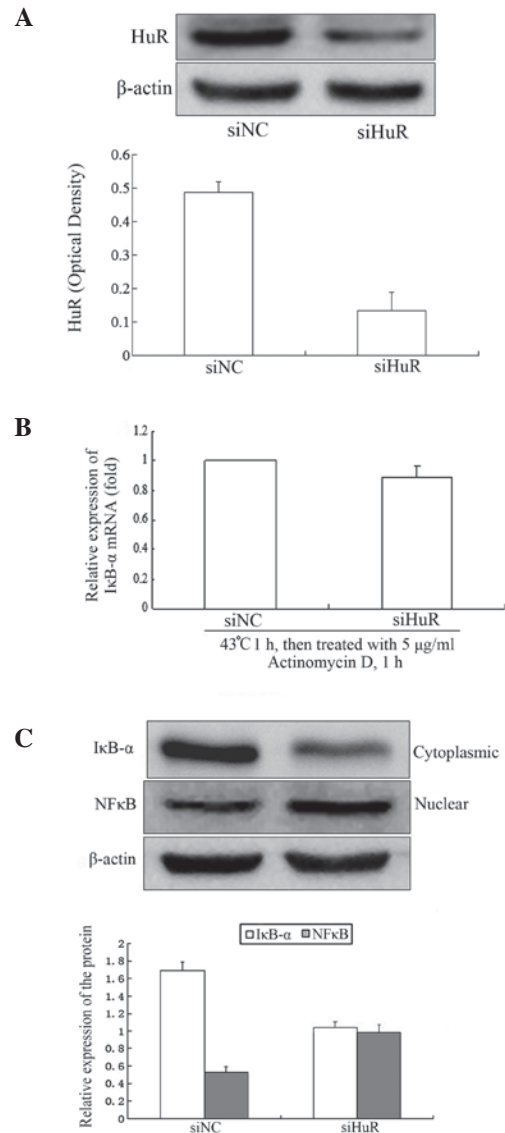 A
HuR
β-actin
siNC siHuR
HuR (Optical Density)
0.6
0.5
0.4
0.3
0.2
0.1
0
siNC siHuR
B
Relative expression of
IκB-α mRNA (fold)
1.2
1
0.8
0.6
0.4
0.2
0
siNC siHuR
43°C 1 h, then treated with 5 μg/ml
Actinomycin D, 1 h
C
IκB-α Cytoplasmic
NFκB Nuclear
β-actin
IκB-α NFκB
Relative expression of the protein
2
1.8
1.6
1.4
1.2
1
0.8
0.6
0.4
0.2
0
siNC siHuR